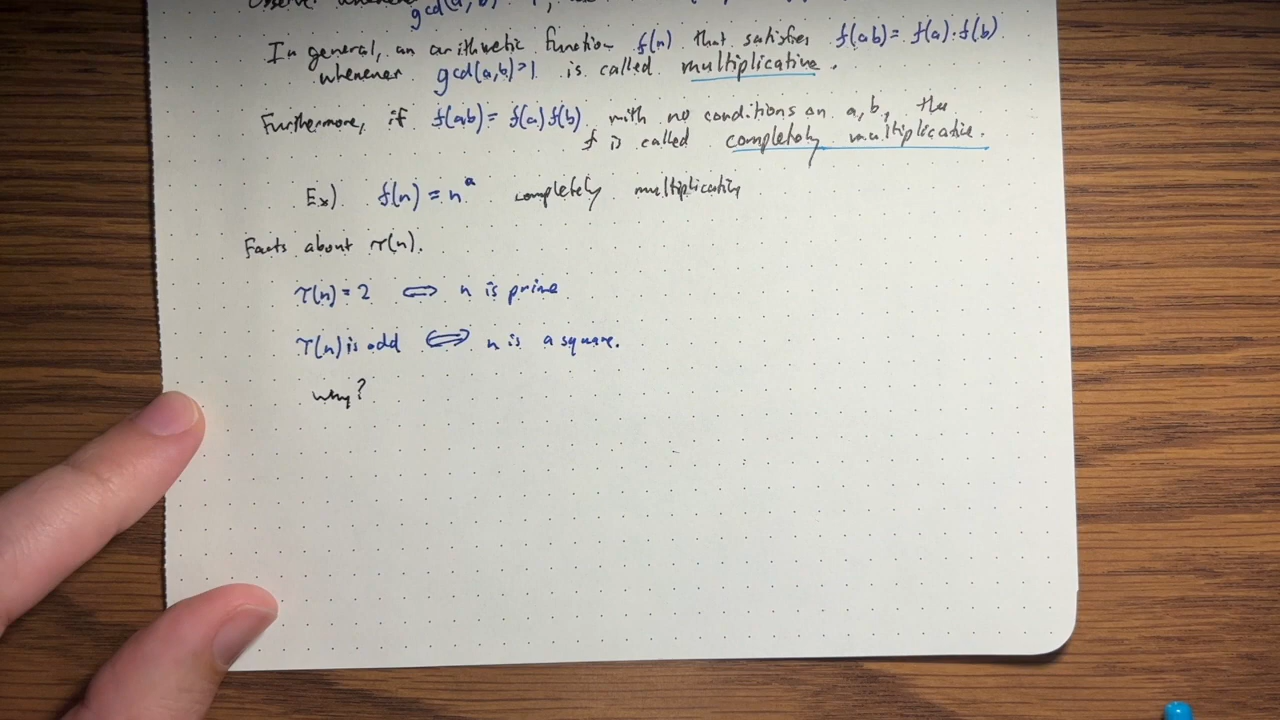 gcd(a,b)
In general, an arithmetic function f(n) that satisfies f(ab) = f(a)·f(b)
whenever gcd(a,b)=1 is called multiplicative.
Furthermore, if f(ab) = f(a)f(b) with no conditions on a, b, the
f is called completely multiplicative.
Ex) f(n) = n^a completely multiplicative
Facts about τ(n).
τ(n) = 2 ⟺ n is prime
τ(n) is odd ⟺ n is a square.
why?